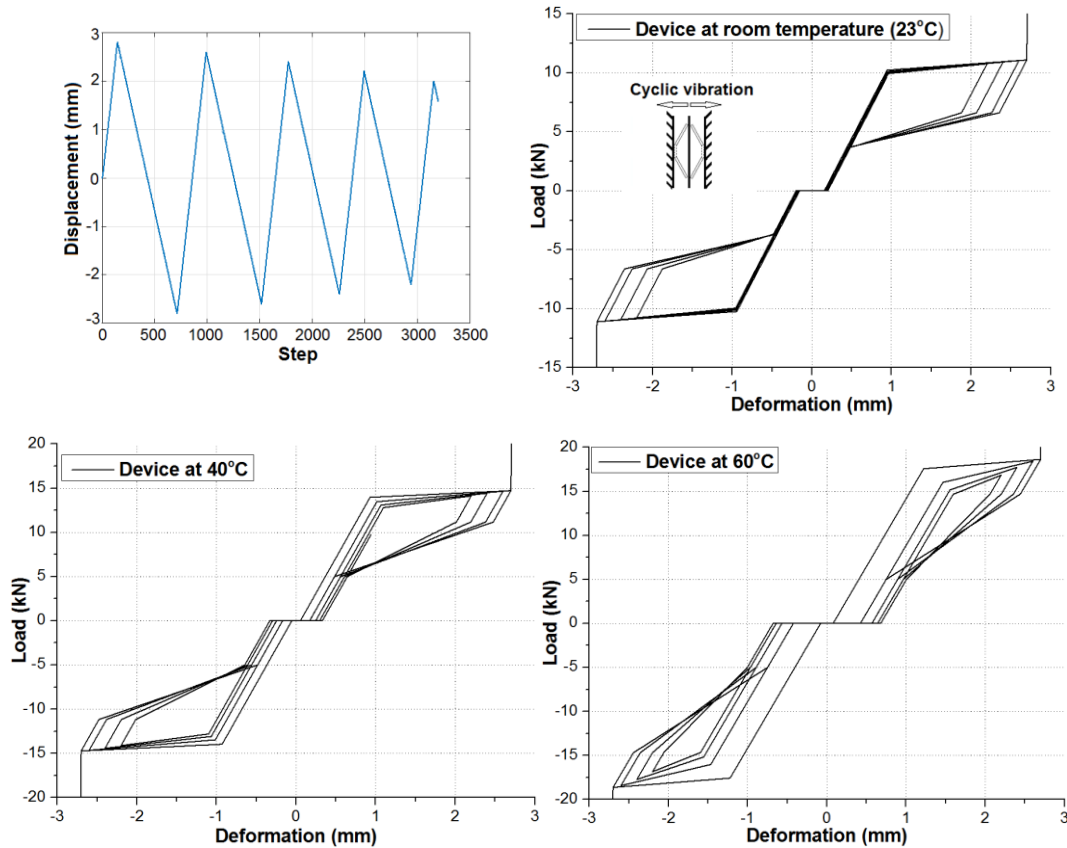 3
2
1
0
-1
-2
-3
0 500 1000 1500 2000 2500 3000 3500
Displacement (mm)
Step
15
10
5
0
-5
-10
-15
-3 -2 -1 0 1 2 3
Load (kN)
Deformation (mm)
Device at room temperature (23°C)
Cyclic vibration
20
15
10
5
0
-5
-10
-15
-20
-3 -2 -1 0 1 2 3
Load (kN)
Deformation (mm)
Device at 40°C
20
15
10
5
0
-5
-10
-15
-20
-3 -2 -1 0 1 2 3
Load (kN)
Deformation (mm)
Device at 60°C